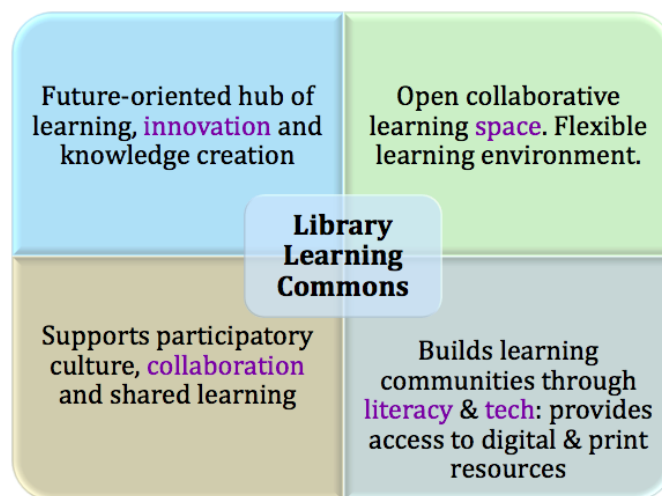 Future-oriented hub of
learning, innovation and
knowledge creation
Open collaborative
learning space. Flexible
learning environment.
Library
Learning
Commons
Supports participatory
culture, collaboration
and shared learning
Builds learning
communities through
literacy & tech: provides
access to digital & print
resources